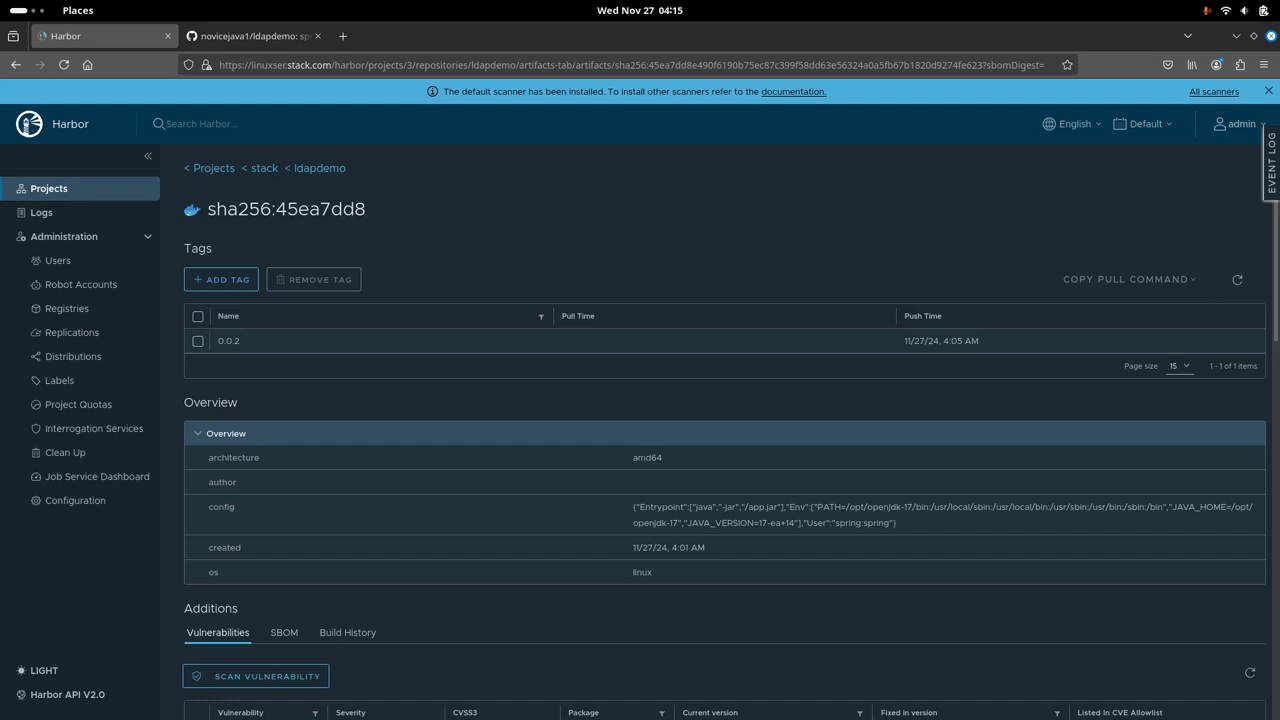 Places
Wed Nov 27 04:15
Harbor
novicejava1/ldapdemo: spr
https://linuxser.stack.com/harbor/projects/3/repositories/ldapdemo/artifacts-tab/artifacts/sha256:45ea7dd8e490f6190b75ec87c399f58dd63e56324a0a5fb67b1820d9274fe623?sbomDigest=
The default scanner has been installed. To install other scanners refer to the documentation.
All scanners
Harbor
Search Harbor...
English
Default
admin
EVENT LOG
Projects
Logs
Administration
Users
Robot Accounts
Registries
Replications
Distributions
Labels
Project Quotas
Interrogation Services
Clean Up
Job Service Dashboard
Configuration
LIGHT
Harbor API V2.0
< Projects < stack < ldapdemo
sha256:45ea7dd8
Tags
+ ADD TAG
REMOVE TAG
COPY PULL COMMAND
Name Pull Time Push Time
0.0.2 11/27/24, 4:05 AM
Page size 15 1 - 1 of 1 items
Overview
Overview
architecture amd64
author
config {"Entrypoint":["java","-jar","/app.jar"],"Env":["PATH=/opt/openjdk-17/bin:/usr/local/sbin:/usr/local/bin:/usr/sbin:/usr/bin:/sbin:/bin","JAVA_HOME=/opt/
openjdk-17","JAVA_VERSION=17-ea+14"],"User":"spring:spring"}
created 11/27/24, 4:01 AM
os linux
Additions
Vulnerabilities SBOM Build History
SCAN VULNERABILITY
Vulnerability Severity CVSS3 Package Current version Fixed in version Listed In CVE Allowlist